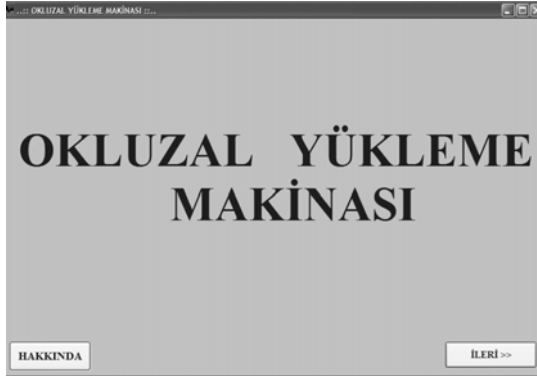 ..:: OKLUZAL YÜKLEME MAKİNASI ::..
OKLUZAL YÜKLEME
MAKİNASI
HAKKINDA
İLERİ >>